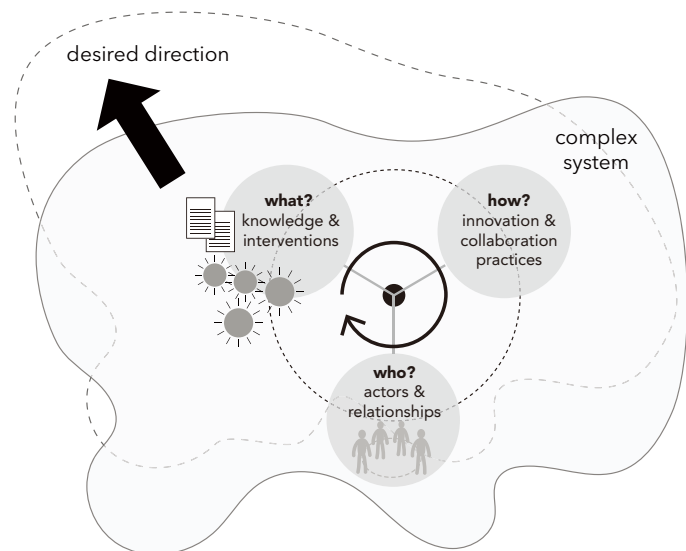 desired direction
complex
system
what?
knowledge &
interventions
how?
innovation &
collaboration
practices
who?
actors &
relationships